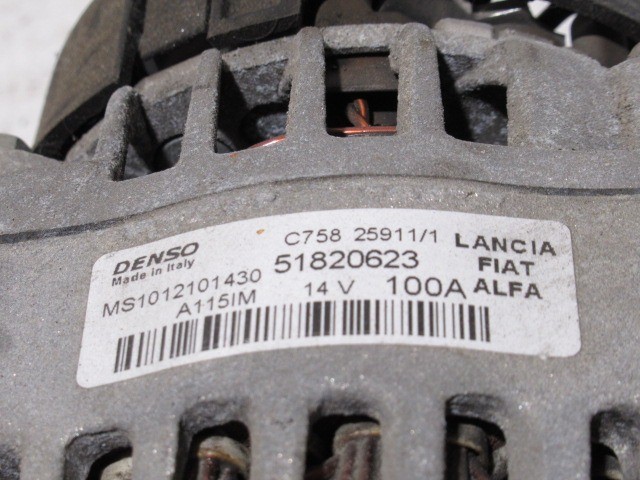 DENSO
Made in Italy
C758 25911/1
MS1012101430
51820623
A115IM
14 V 100A
LANCIA
FIAT
ALFA